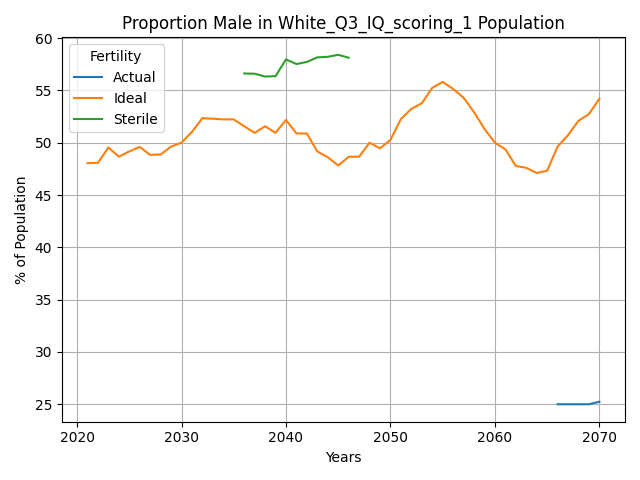 Proportion Male in White_Q3_IQ_scoring_1 Population
Fertility
Actual
Ideal
Sterile
% of Population
60
55
50
45
40
35
30
25
2020
2030
2040
2050
2060
2070
Years